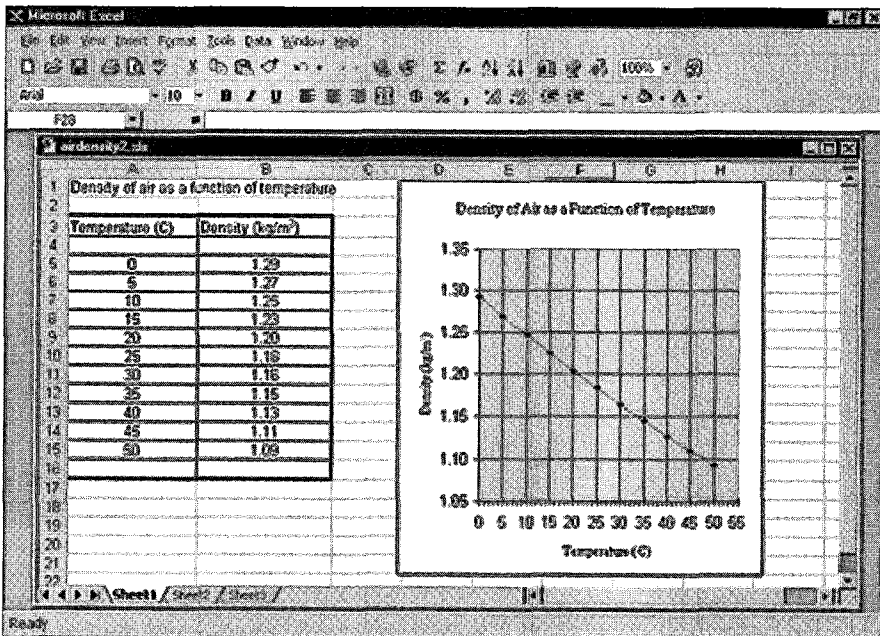 Microsoft Excel
File Edit View Insert Format Tools Data Window Help
100%
Arial 10 B I U % ,
F28 =
airdensity2.xls
A B C D E F G H I
1 Density of air as a function of temperature
2
3 Temperature (C) Density (kg/m³)
4
5 0 1.29
6 5 1.27
7 10 1.25
8 15 1.23
9 20 1.20
10 25 1.18
11 30 1.16
12 35 1.15
13 40 1.13
14 45 1.11
15 50 1.09
16
17
18
19
20
21
22
Density of Air as a Function of Temperature
1.35
1.30
1.25
1.20
1.15
1.10
1.05
Density (kg/m³)
0 5 10 15 20 25 30 35 40 45 50 55
Temperature (C)
Sheet1 Sheet2 Sheet3
Ready